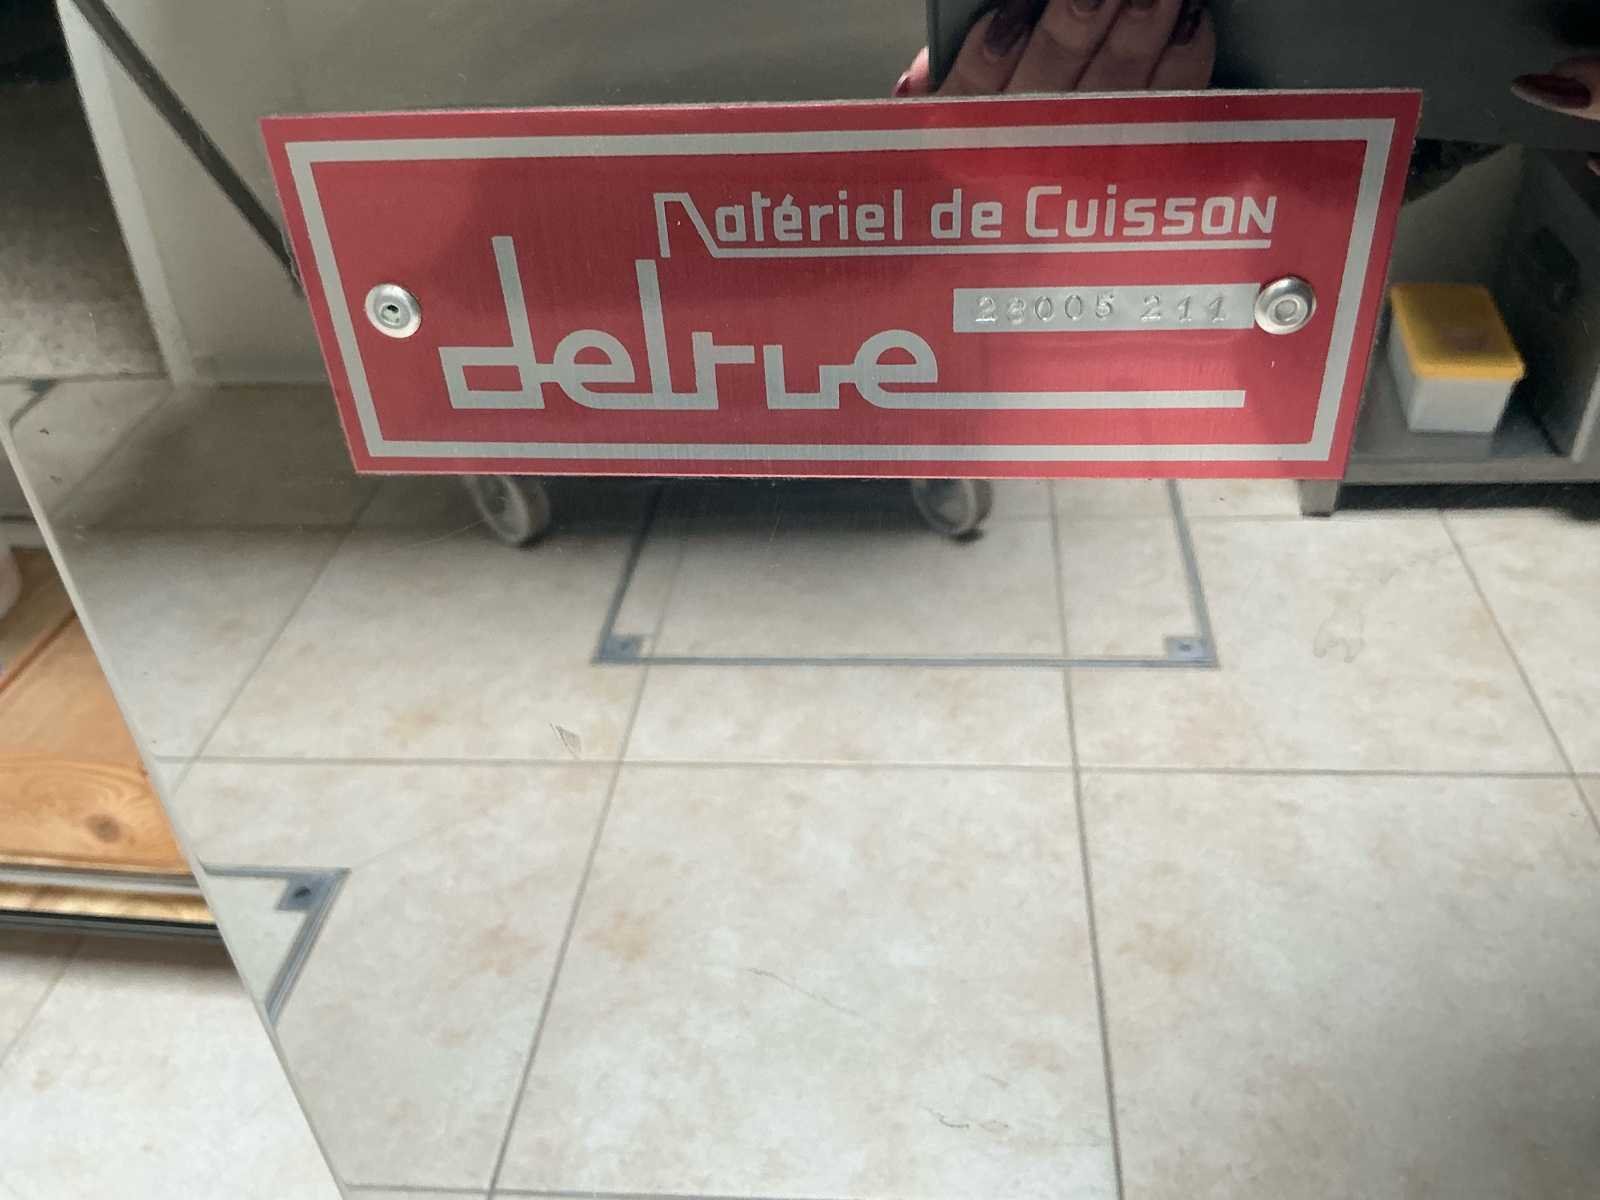 Matériel de Cuisson
delrue
23005 211